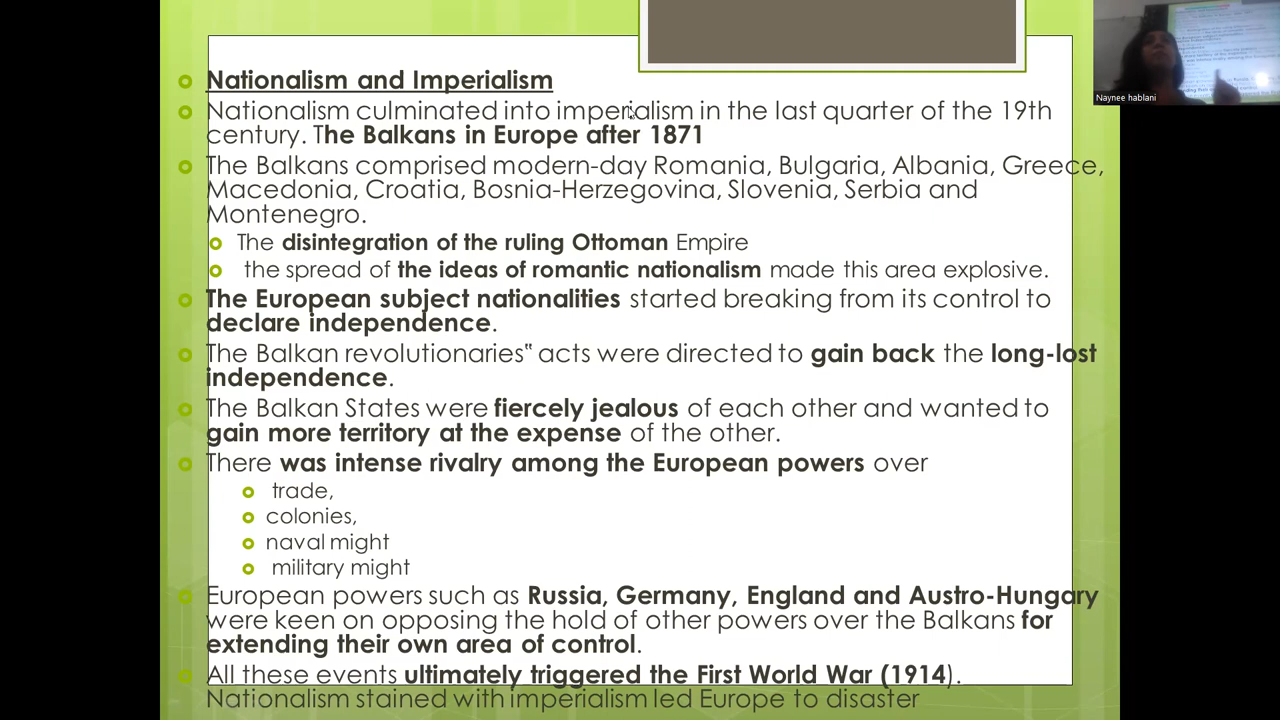 Nationalism and Imperialism
Nationalism culminated into imperialism in the last quarter of the 19th
century. The Balkans in Europe after 1871
The Balkans comprised modern-day Romania, Bulgaria, Albania, Greece,
Macedonia, Croatia, Bosnia-Herzegovina, Slovenia, Serbia and
Montenegro.
The disintegration of the ruling Ottoman Empire
the spread of the ideas of romantic nationalism made this area explosive.
The European subject nationalities started breaking from its control to
declare independence.
The Balkan revolutionaries‟ acts were directed to gain back the long-lost
independence.
The Balkan States were fiercely jealous of each other and wanted to
gain more territory at the expense of the other.
There was intense rivalry among the European powers over
trade,
colonies,
naval might
military might
European powers such as Russia, Germany, England and Austro-Hungary
were keen on opposing the hold of other powers over the Balkans for
extending their own area of control.
All these events ultimately triggered the First World War (1914).
Nationalism stained with imperialism led Europe to disaster
Naynee hablani